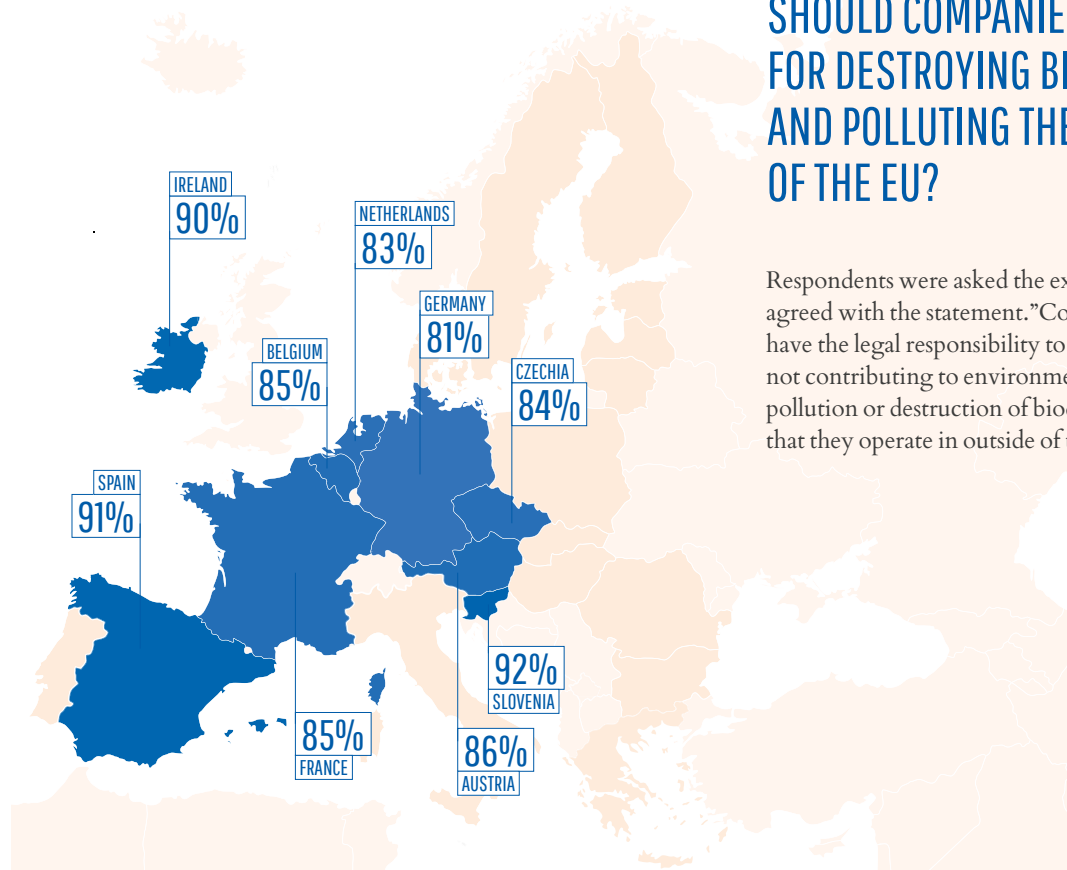 SHOULD COMPANIE
FOR DESTROYING BI
AND POLLUTING THE
OF THE EU?
Respondents were asked the ex
agreed with the statement.”Co
have the legal responsibility to
not contributing to environme
pollution or destruction of bio
that they operate in outside of
IRELAND
90%
NETHERLANDS
83%
GERMANY
81%
BELGIUM
85%
CZECHIA
84%
SPAIN
91%
92%
SLOVENIA
85%
FRANCE
86%
AUSTRIA